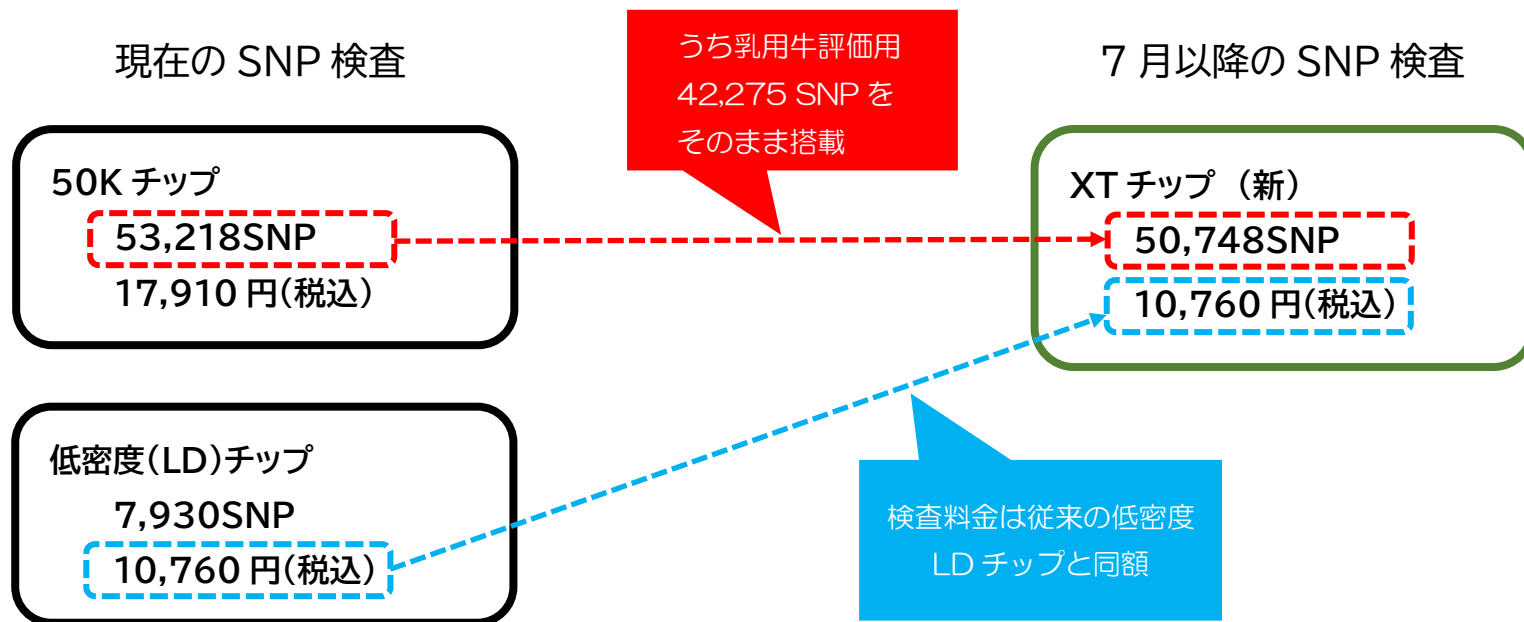 現在の SNP 検査
50K チップ
53,218SNP
17,910 円(税込)
低密度(LD)チップ
7,930SNP
10,760 円(税込)
うち乳用牛評価用
42,275 SNP を
そのまま搭載
検査料金は従来の低密度
LD チップと同額
7 月以降の SNP 検査
XT チップ (新)
50,748SNP
10,760 円(税込)